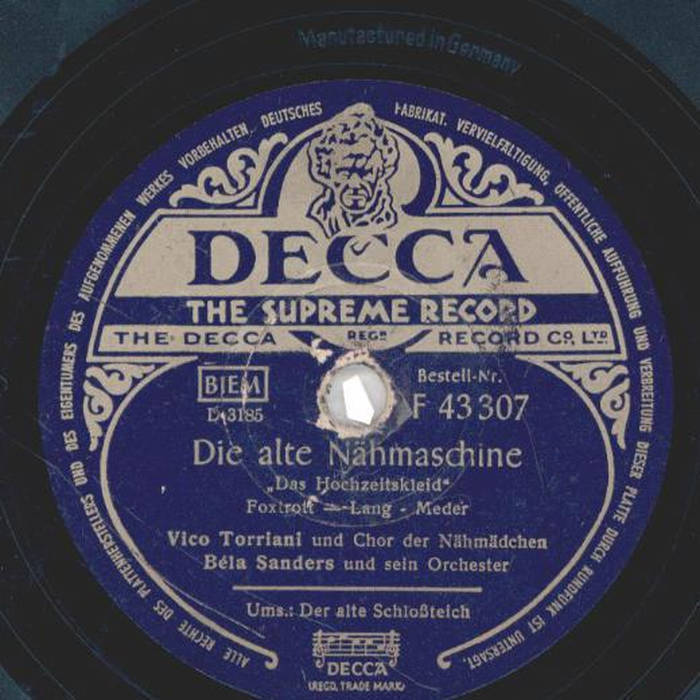 Manufactured in Germany
ALLE RECHTE DES PLATTENHERSTELLERS UND DES EIGENTÜMERS DES AUFGENOMMENEN WERKES VORBEHALTEN. DEUTSCHES FABRIKAT. VERVIELFÄLTIGUNG, ÖFFENTLICHE AUFFÜHRUNG UND VERBREITUNG DIESER PLATTE DURCH RUNDFUNK IST UNTERSAGT.
DECCA
THE SUPREME RECORD
THE DECCA REGD RECORD CO, LTD.
BIEM Bestell-Nr.
D-3185 F 43 307
Die alte Nähmaschine
„Das Hochzeitskleid“
Foxtrott — Lang - Meder
Vico Torriani und Chor der Nähmädchen
Béla Sanders und sein Orchester
Ums.: Der alte Schloßteich
DECCA
(REGD. TRADE MARK)